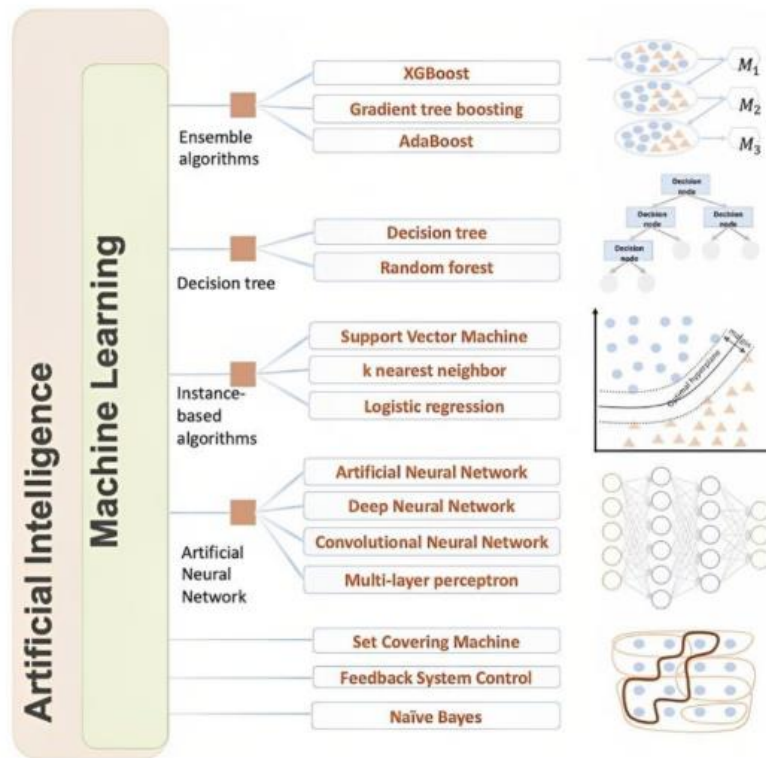 Artificial Intelligence
Machine Learning
Ensemble
algorithms
XGBoost
Gradient tree boosting
AdaBoost
M₁
M₂
M₃
Decision tree
Decision tree
Random forest
Decision
node
Decision
node
Decision
node
Decision
node
Instance-
based
algorithms
Support Vector Machine
k nearest neighbor
Logistic regression
Optimal hyperplane
margin
Artificial
Neural
Network
Artificial Neural Network
Deep Neural Network
Convolutional Neural Network
Multi-layer perceptron
Set Covering Machine
Feedback System Control
Naïve Bayes